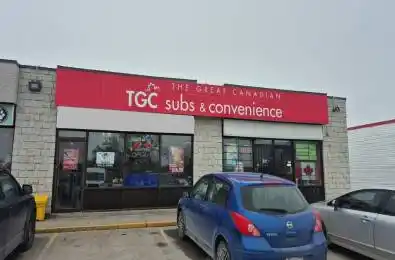 THE GREAT CANADIAN
TGC subs & convenience